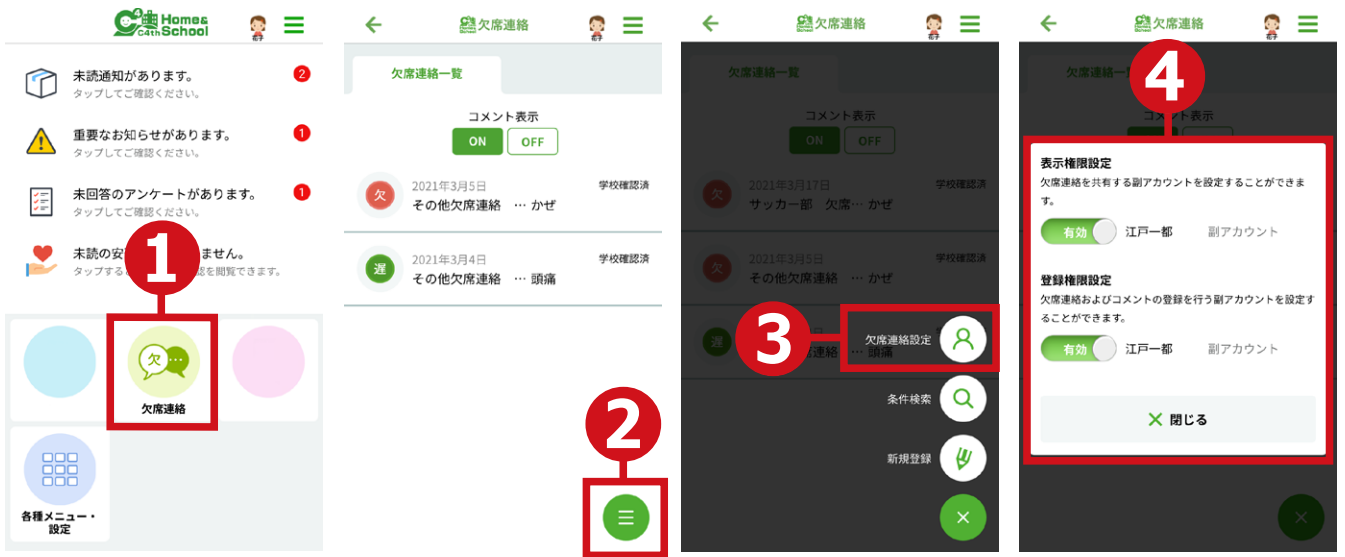 C4th Home& School
花子
未読通知があります。
2
タップしてご確認ください。
重要なお知らせがあります。
1
タップしてご確認ください。
未回答のアンケートがあります。
1
タップしてご確認ください。
未読の安
ません。
タップする
認を閲覧できます。
1
欠
欠席連絡
各種メニュー・
設定
欠席連絡
花子
欠席連絡一覧
コメント表示
ON OFF
欠
2021年3月5日
学校確認済
その他欠席連絡 … かぜ
遅
2021年3月4日
学校確認済
その他欠席連絡 … 頭痛
2
欠席連絡
花子
欠席連絡一覧
コメント表示
ON OFF
欠
2021年3月17日
学校確認済
サッカー部 欠席… かぜ
欠
2021年3月5日
学校確認済
その他欠席連絡 … かぜ
遅
日
席連絡 … 頭痛
3
欠席連絡設定
条件検索
新規登録
×
欠席連絡
花子
欠席連絡一
4
コメント表示
表示権限設定
欠席連絡を共有する副アカウントを設定することができま
す。
有効 江戸一都 副アカウント
登録権限設定
欠席連絡およびコメントの登録を行う副アカウントを設定す
ることができます。
有効 江戸一都 副アカウント
× 閉じる
×